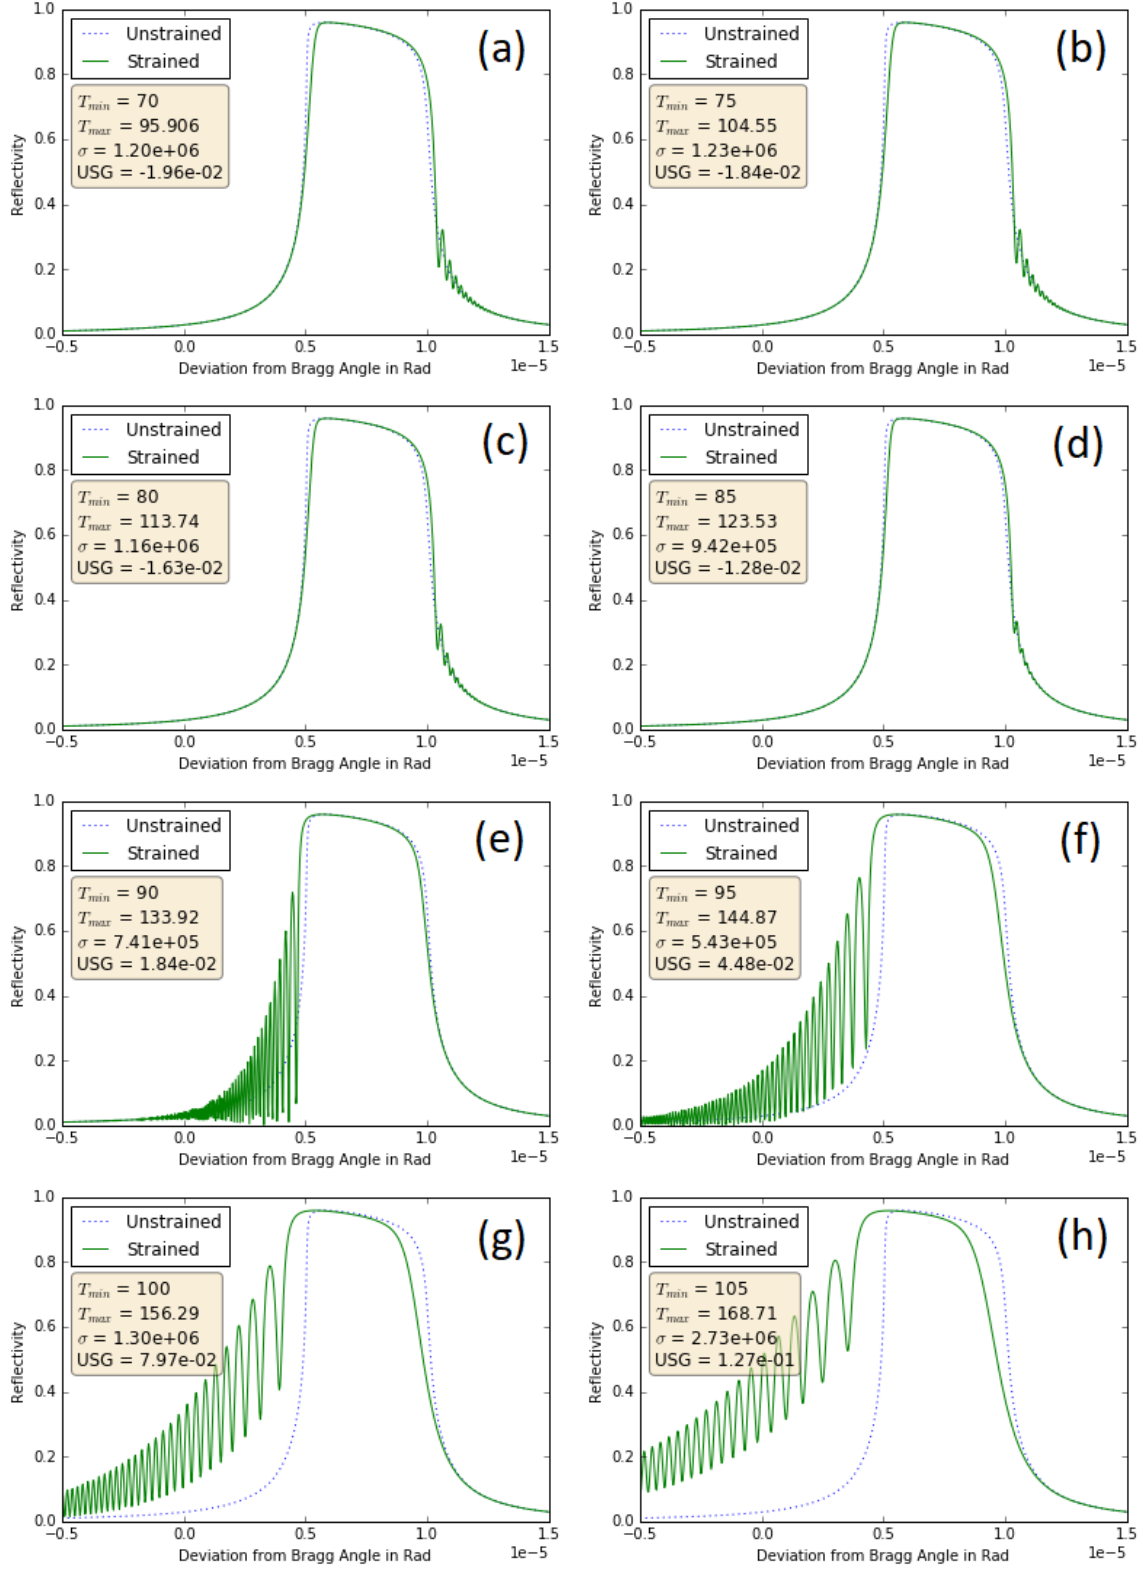 1.0
0.8
0.6
0.4
0.2
0.0
Reflectivity
Unstrained
Strained
T_min = 70
T_max = 95.906
σ = 1.20e+06
USG = -1.96e-02
(a)
-0.5 0.0 0.5 1.0 1.5
1e-5
Deviation from Bragg Angle in Rad
1.0
0.8
0.6
0.4
0.2
0.0
Reflectivity
Unstrained
Strained
T_min = 75
T_max = 104.55
σ = 1.23e+06
USG = -1.84e-02
(b)
-0.5 0.0 0.5 1.0 1.5
1e-5
Deviation from Bragg Angle in Rad
1.0
0.8
0.6
0.4
0.2
0.0
Reflectivity
Unstrained
Strained
T_min = 80
T_max = 113.74
σ = 1.16e+06
USG = -1.63e-02
(c)
-0.5 0.0 0.5 1.0 1.5
1e-5
Deviation from Bragg Angle in Rad
1.0
0.8
0.6
0.4
0.2
0.0
Reflectivity
Unstrained
Strained
T_min = 85
T_max = 123.53
σ = 9.42e+05
USG = -1.28e-02
(d)
-0.5 0.0 0.5 1.0 1.5
1e-5
Deviation from Bragg Angle in Rad
1.0
0.8
0.6
0.4
0.2
0.0
Reflectivity
Unstrained
Strained
T_min = 90
T_max = 133.92
σ = 7.41e+05
USG = 1.84e-02
(e)
-0.5 0.0 0.5 1.0 1.5
1e-5
Deviation from Bragg Angle in Rad
1.0
0.8
0.6
0.4
0.2
0.0
Reflectivity
Unstrained
Strained
T_min = 95
T_max = 144.87
σ = 5.43e+05
USG = 4.48e-02
(f)
-0.5 0.0 0.5 1.0 1.5
1e-5
Deviation from Bragg Angle in Rad
1.0
0.8
0.6
0.4
0.2
0.0
Reflectivity
Unstrained
Strained
T_min = 100
T_max = 156.29
σ = 1.30e+06
USG = 7.97e-02
(g)
-0.5 0.0 0.5 1.0 1.5
1e-5
Deviation from Bragg Angle in Rad
1.0
0.8
0.6
0.4
0.2
0.0
Reflectivity
Unstrained
Strained
T_min = 105
T_max = 168.71
σ = 2.73e+06
USG = 1.27e-01
(h)
-0.5 0.0 0.5 1.0 1.5
1e-5
Deviation from Bragg Angle in Rad